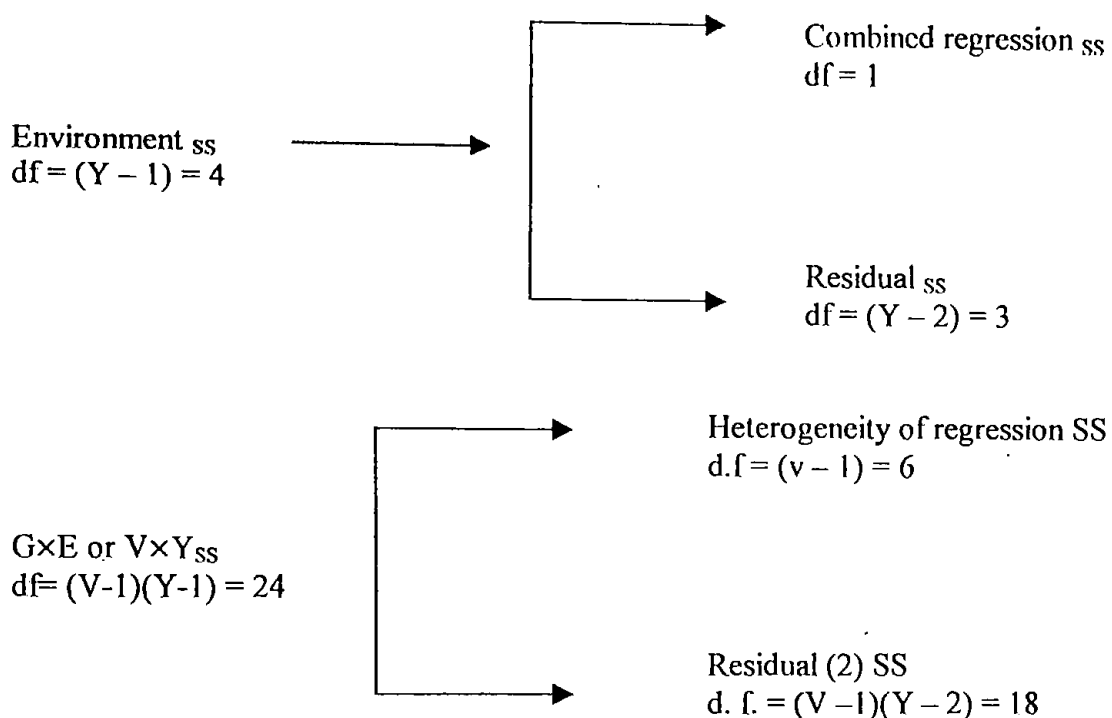 Combined regression SS
df = 1
Environment SS
df = (Y – 1) = 4
Residual SS
df = (Y – 2) = 3
Heterogeneity of regression SS
d.f = (v – 1) = 6
G×E or V×YSS
df= (V-1)(Y-1) = 24
Residual (2) SS
d. f. = (V –1)(Y – 2) = 18